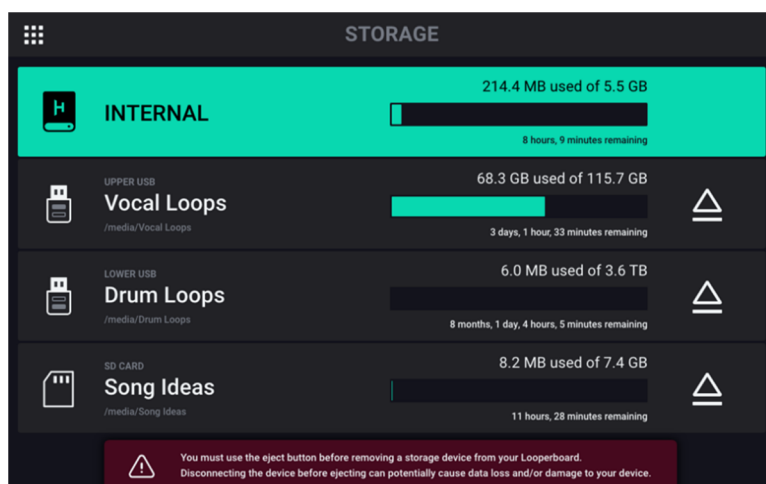 STORAGE
H
INTERNAL
214.4 MB used of 5.5 GB
8 hours, 9 minutes remaining
UPPER USB
Vocal Loops
/media/Vocal Loops
68.3 GB used of 115.7 GB
3 days, 1 hour, 33 minutes remaining
LOWER USB
Drum Loops
/media/Drum Loops
6.0 MB used of 3.6 TB
8 months, 1 day, 4 hours, 5 minutes remaining
SD CARD
Song Ideas
/media/Song Ideas
8.2 MB used of 7.4 GB
11 hours, 28 minutes remaining
You must use the eject button before removing a storage device from your Looperboard.
Disconnecting the device before ejecting can potentially cause data loss and/or damage to your device.